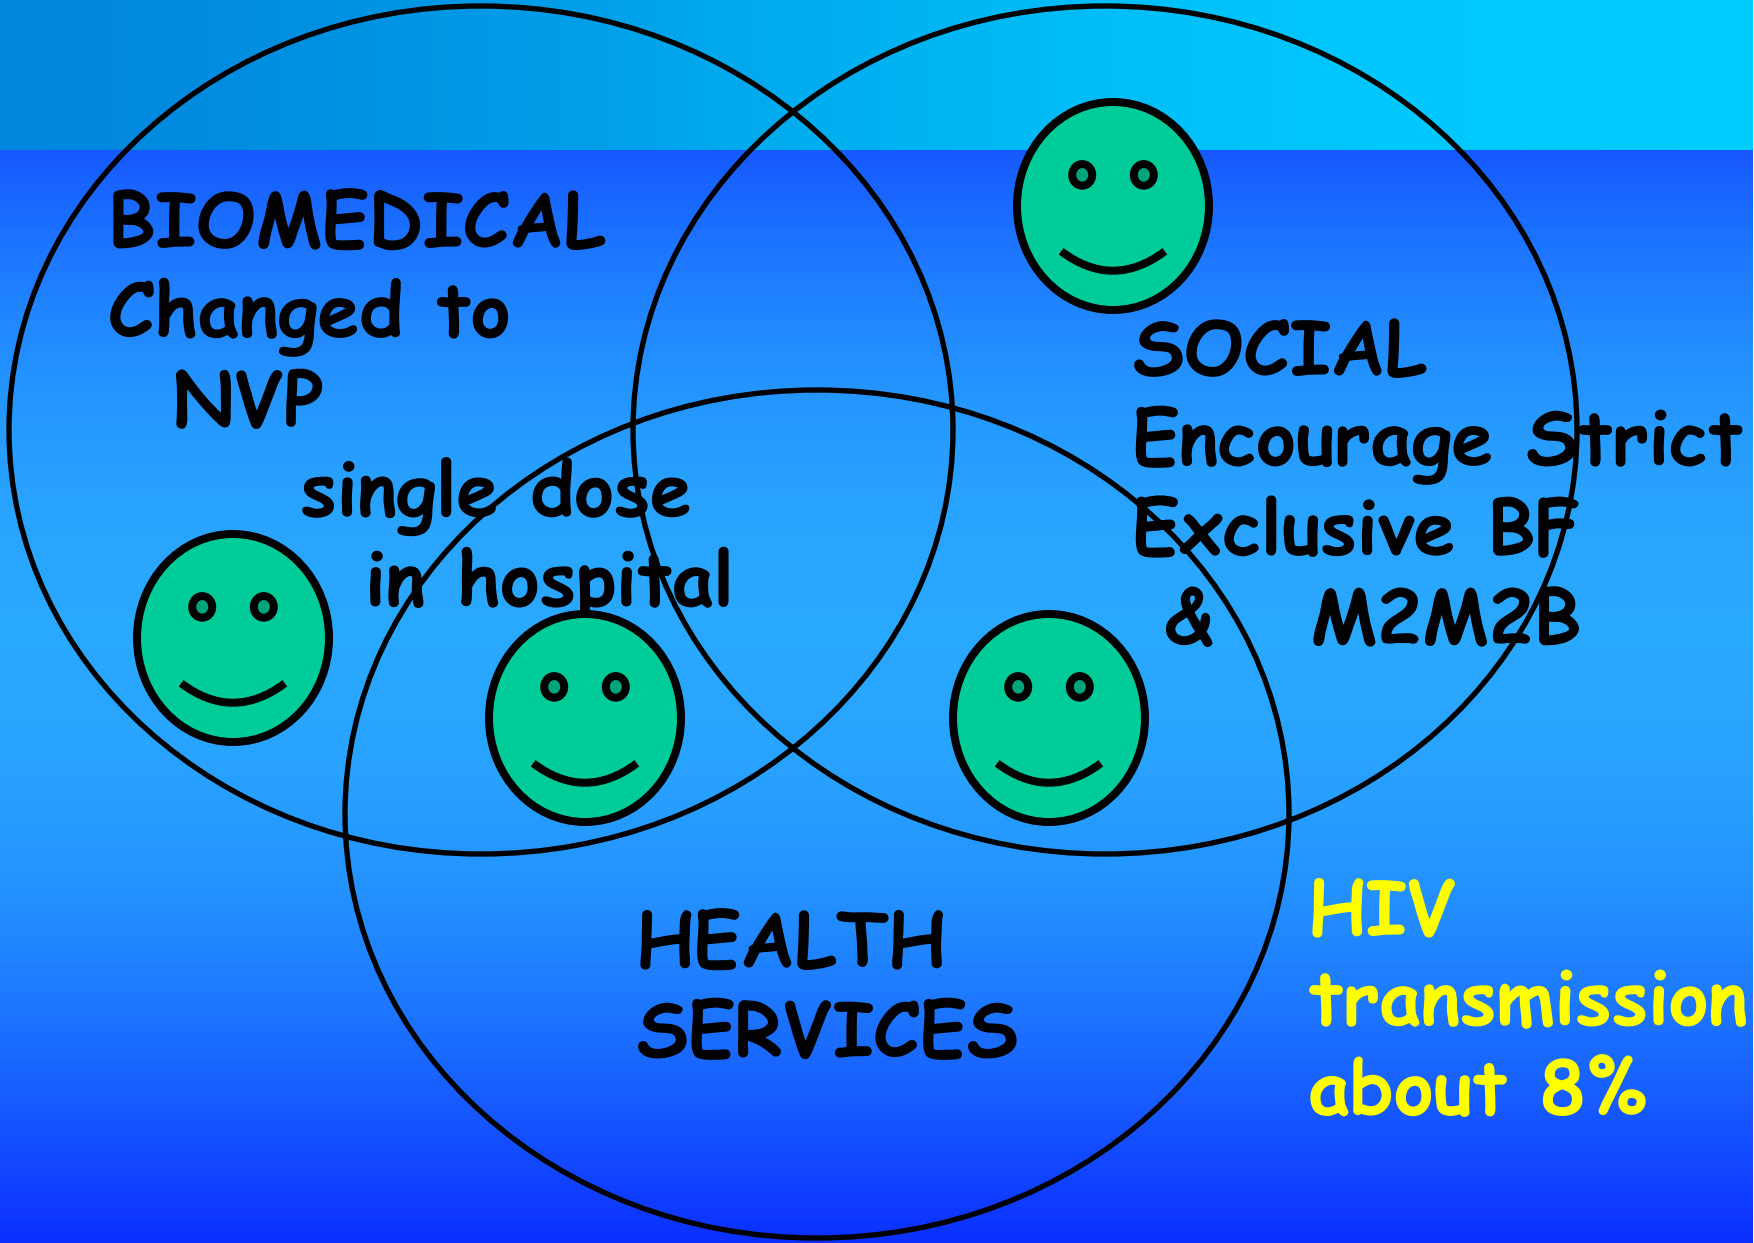 BIOMEDICAL
Changed to
NVP
single dose
in hospital
SOCIAL
Encourage Strict
Exclusive BF
& M2M2B
HEALTH
SERVICES
HIV
transmission
about 8%